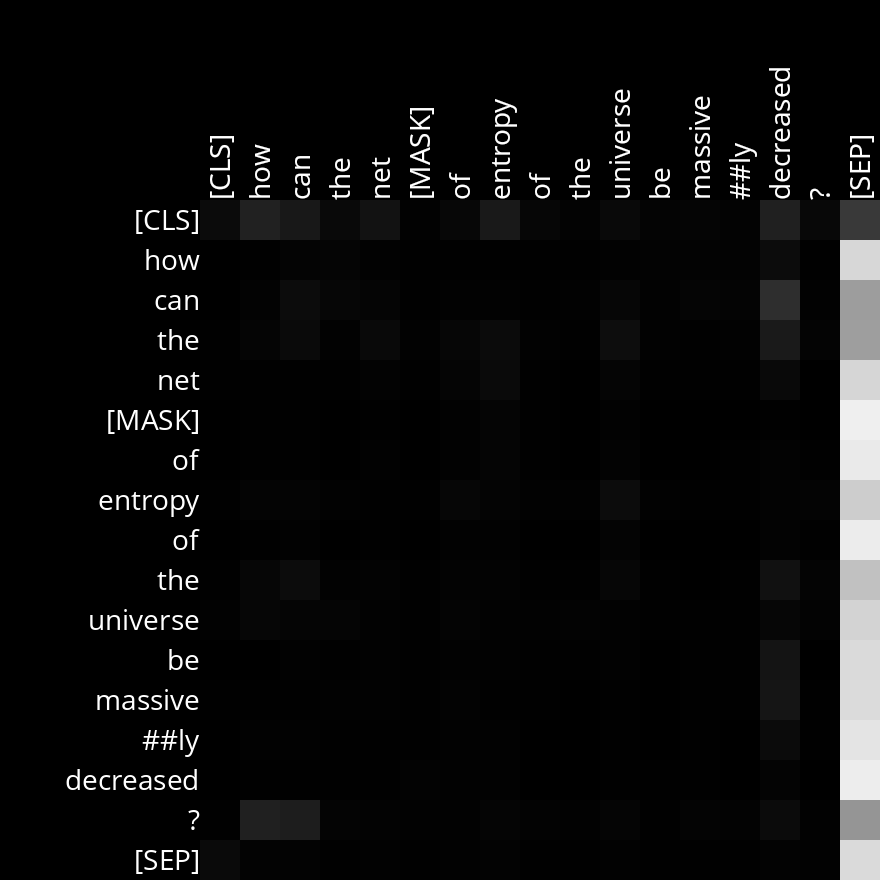 [CLS] how can the net [MASK] of entropy of the universe be massive ##ly decreased ? [SEP]
[CLS]
how
can
the
net
[MASK]
of
entropy
of
the
universe
be
massive
##ly
decreased
?
[SEP]